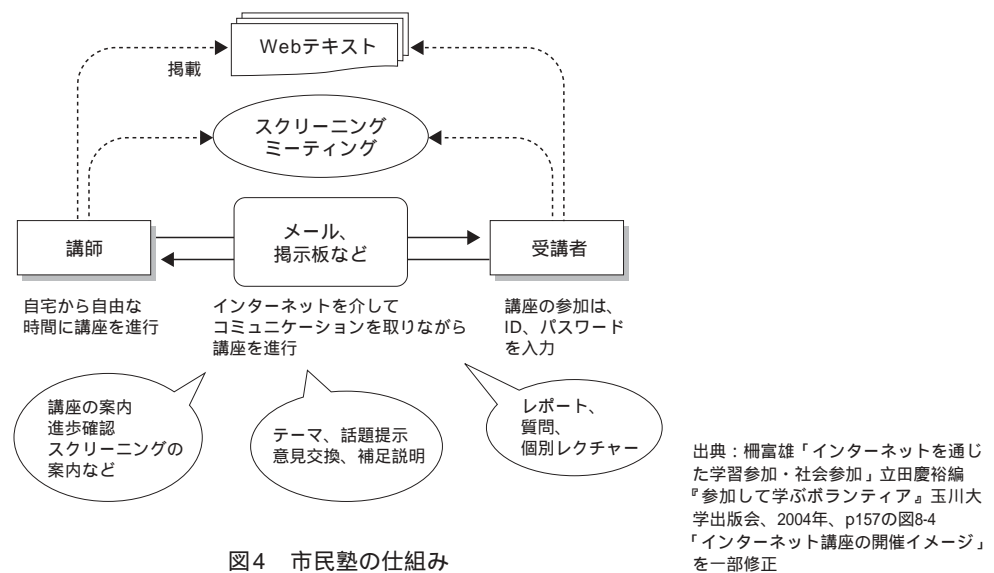 Webテキスト
掲載
スクリーニング
ミーティング
講師
メール、
掲示板など
受講者
自宅から自由な
時間に講座を進行
インターネットを介して
コミュニケーションを取りながら
講座を進行
講座の参加は、
ID、パスワード
を入力
講座の案内
進歩確認
スクリーニングの
案内など
テーマ、話題提示
意見交換、補足説明
レポート、
質問、
個別レクチャー
出典：柵富雄「インターネットを通じ
た学習参加・社会参加」立田慶裕編
『参加して学ぶボランティア』玉川大
学出版会、2004年、p157の図8-4
「インターネット講座の開催イメージ」
を一部修正
図4　市民塾の仕組み